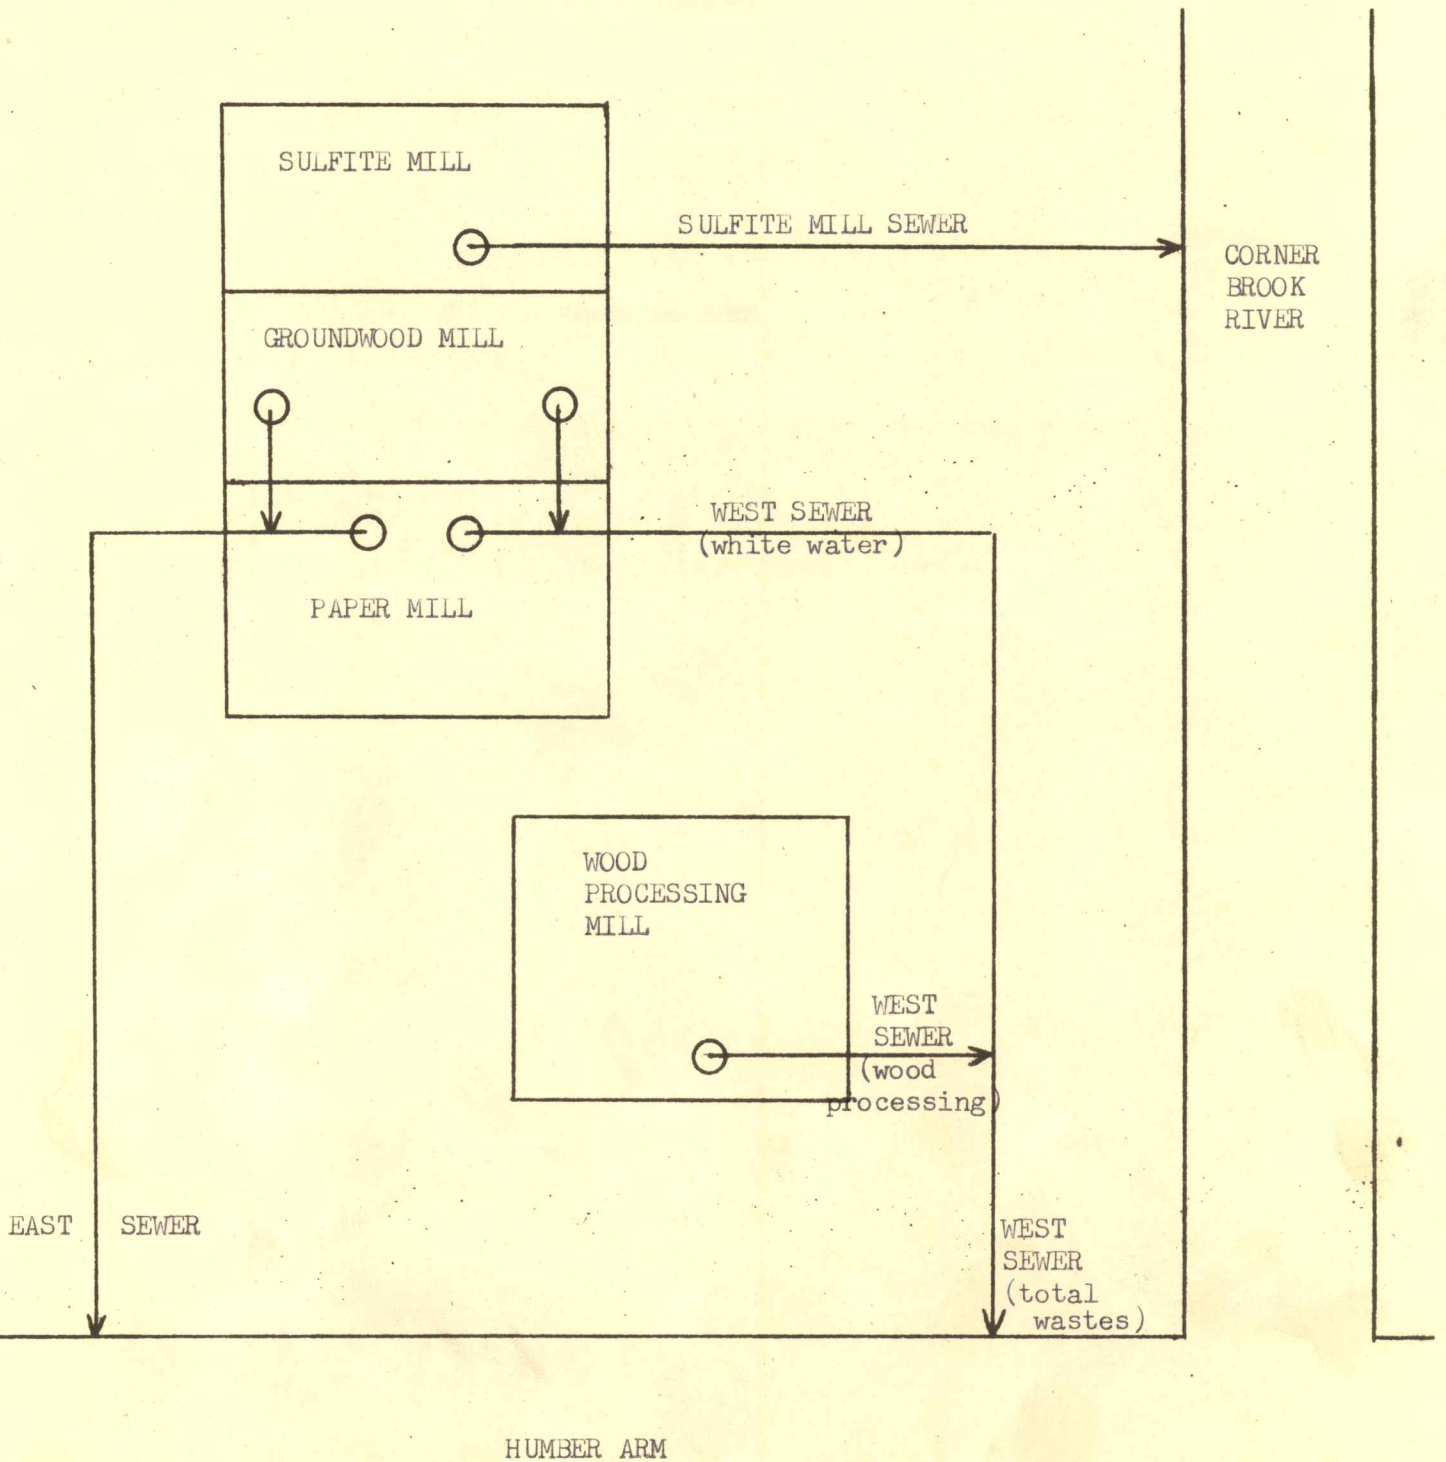 SULFITE MILL
SULFITE MILL SEWER
CORNER
BROOK
RIVER
GROUNDWOOD MILL
WEST SEWER
(white water)
PAPER MILL
WOOD
PROCESSING
MILL
WEST
SEWER
(wood
processing)
EAST SEWER
WEST
SEWER
(total
wastes)
HUMBER ARM